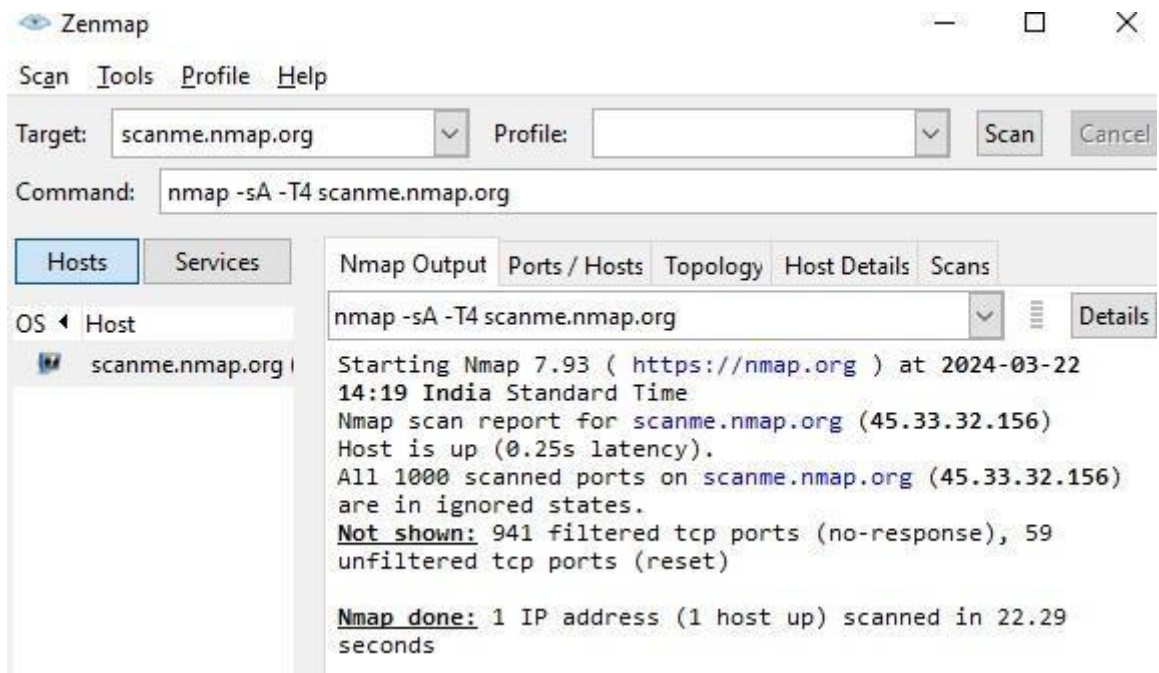 Zenmap
Scan Tools Profile Help
Target: scanme.nmap.org Profile: Scan Cancel
Command: nmap -sA -T4 scanme.nmap.org
Hosts Services Nmap Output Ports / Hosts Topology Host Details Scans
nmap -sA -T4 scanme.nmap.org Details
OS Host
scanme.nmap.org (
Starting Nmap 7.93 ( https://nmap.org ) at 2024-03-22
14:19 India Standard Time
Nmap scan report for scanme.nmap.org (45.33.32.156)
Host is up (0.25s latency).
All 1000 scanned ports on scanme.nmap.org (45.33.32.156)
are in ignored states.
Not shown: 941 filtered tcp ports (no-response), 59
unfiltered tcp ports (reset)
Nmap done: 1 IP address (1 host up) scanned in 22.29
seconds